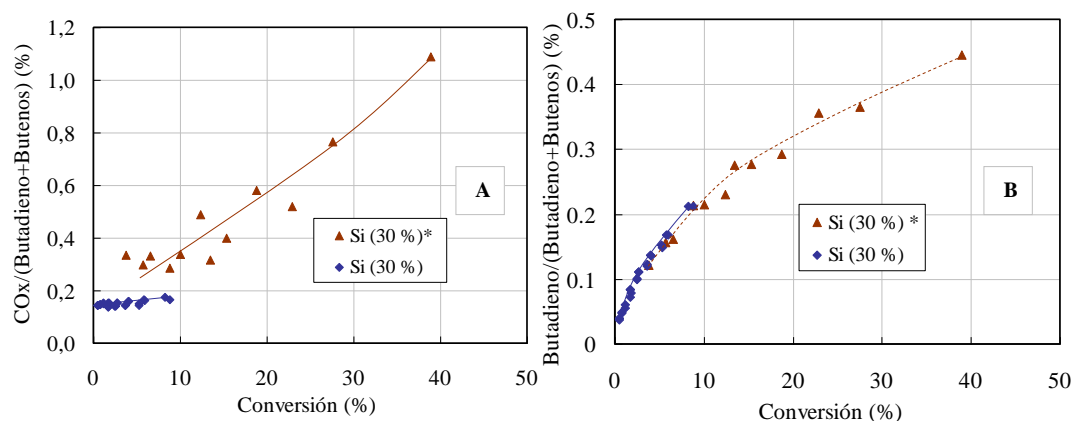 COx/(Butadieno+Butenos) (%)
1,2
1,0
0,8
0,6
0,4
0,2
0,0
A
Si (30 %)*
Si (30 %)
0 10 20 30 40 50
Conversión (%)
Butadieno/(Butadieno+Butenos) (%)
0.5
0.4
0.3
0.2
0.1
0
B
Si (30 %) *
Si (30 %)
0 10 20 30 40 50
Conversión (%)